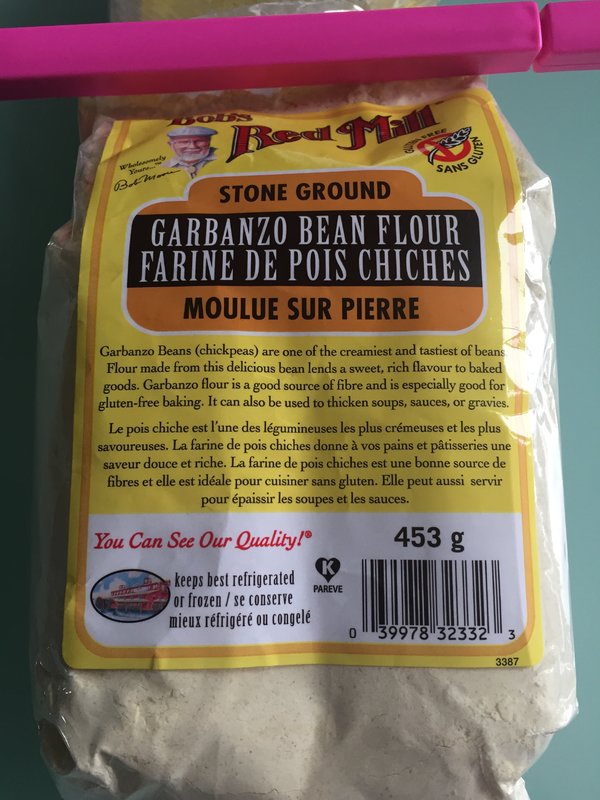 Bob's
Red Mill
Wholesomely
Yours...™
Bob Moore
GLUTEN FREE
SANS GLUTEN
STONE GROUND
GARBANZO BEAN FLOUR
FARINE DE POIS CHICHES
MOULUE SUR PIERRE
Garbanzo Beans (chickpeas) are one of the creamiest and tastiest of beans
Flour made from this delicious bean lends a sweet, rich flavour to baked
goods. Garbanzo flour is a good source of fibre and is especially good for
gluten-free baking. It can also be used to thicken soups, sauces, or gravies.
Le pois chiche est l'une des légumineuses les plus crémeuses et les plus
savoureuses. La farine de pois chiches donne à vos pains et pâtisseries une
saveur douce et riche. La farine de pois chiches est une bonne source de
fibres et elle est idéale pour cuisiner sans gluten. Elle peut aussi servir
pour épaissir les soupes et les sauces.
You Can See Our Quality!®
453 g
keeps best refrigerated
or frozen / se conserve
mieux réfrigéré ou congelé
K
PAREVE
0 39978 32332 3
3387